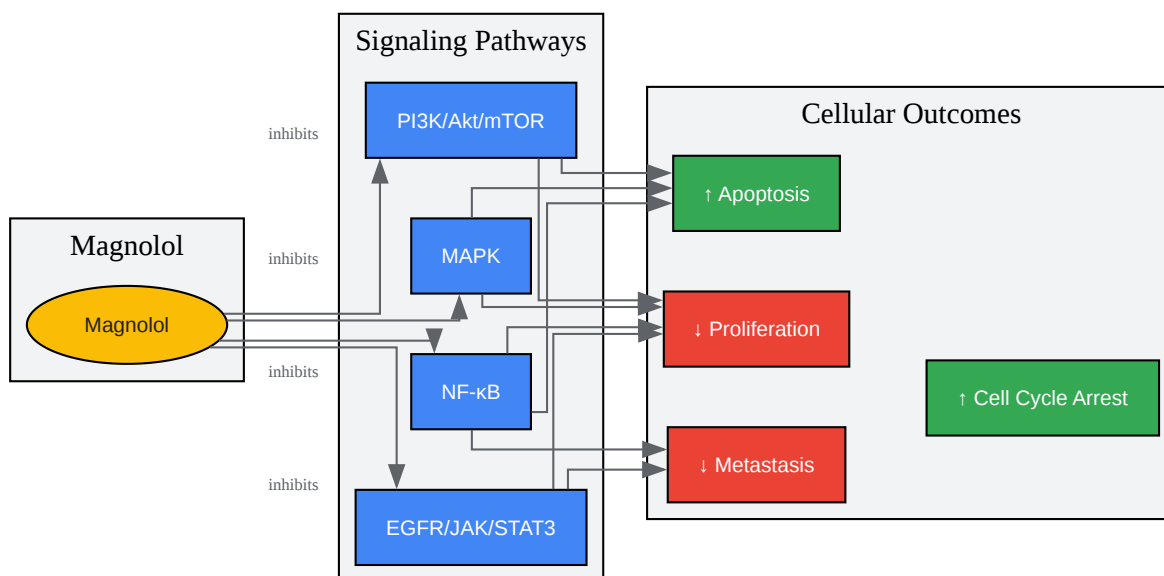 Magnolol
Magnolol
inhibits
inhibits
inhibits
inhibits
Signaling Pathways
PI3K/Akt/mTOR
MAPK
NF-κB
EGFR/JAK/STAT3
Cellular Outcomes
↑ Apoptosis
↓ Proliferation
↑ Cell Cycle Arrest
↓ Metastasis